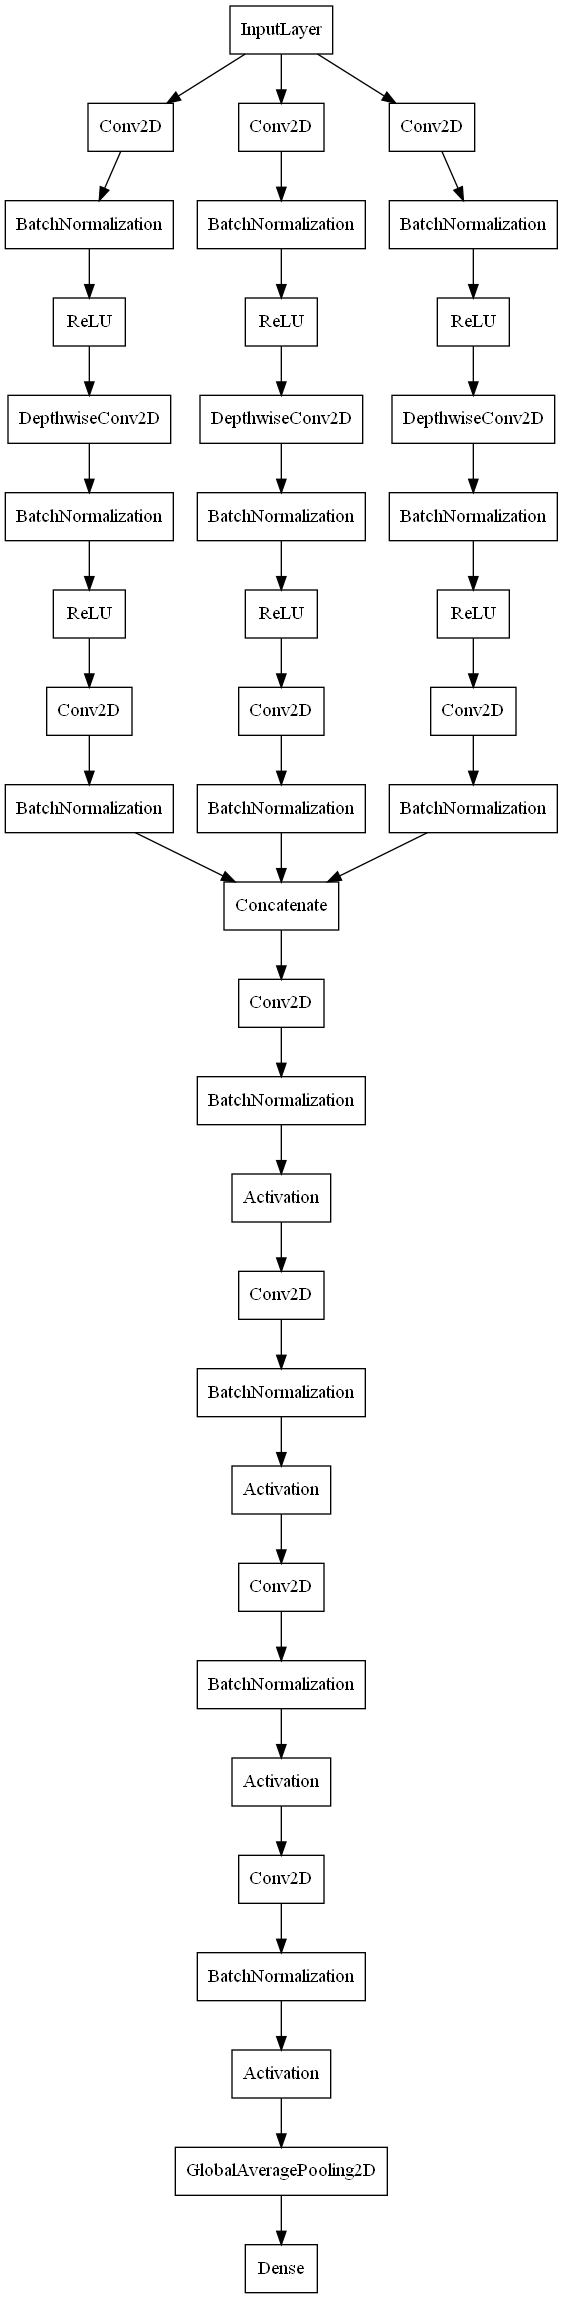 InputLayer
Conv2D
Conv2D
Conv2D
BatchNormalization
BatchNormalization
BatchNormalization
ReLU
ReLU
ReLU
DepthwiseConv2D
DepthwiseConv2D
DepthwiseConv2D
BatchNormalization
BatchNormalization
BatchNormalization
ReLU
ReLU
ReLU
Conv2D
Conv2D
Conv2D
BatchNormalization
BatchNormalization
BatchNormalization
Concatenate
Conv2D
BatchNormalization
Activation
Conv2D
BatchNormalization
Activation
Conv2D
BatchNormalization
Activation
Conv2D
BatchNormalization
Activation
GlobalAveragePooling2D
Dense